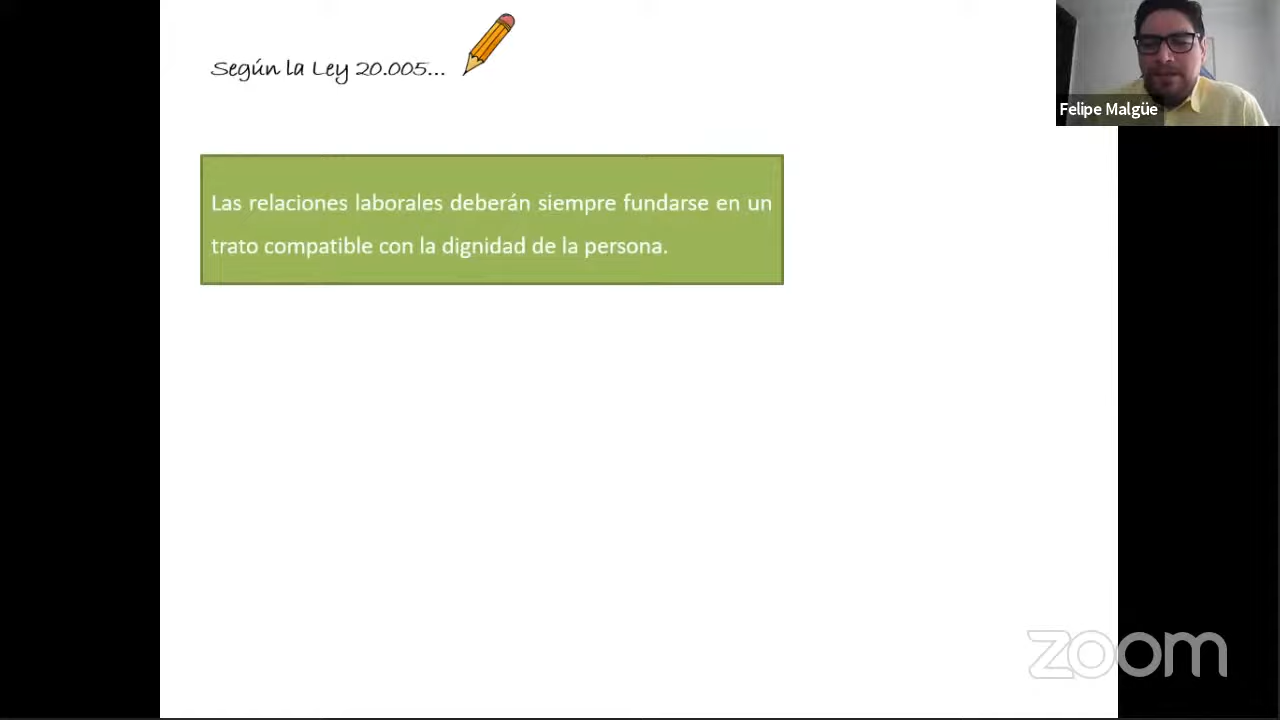 Según la Ley 20.005...
Felipe Malgüe
Las relaciones laborales deberán siempre fundarse en un
trato compatible con la dignidad de la persona.
zoom